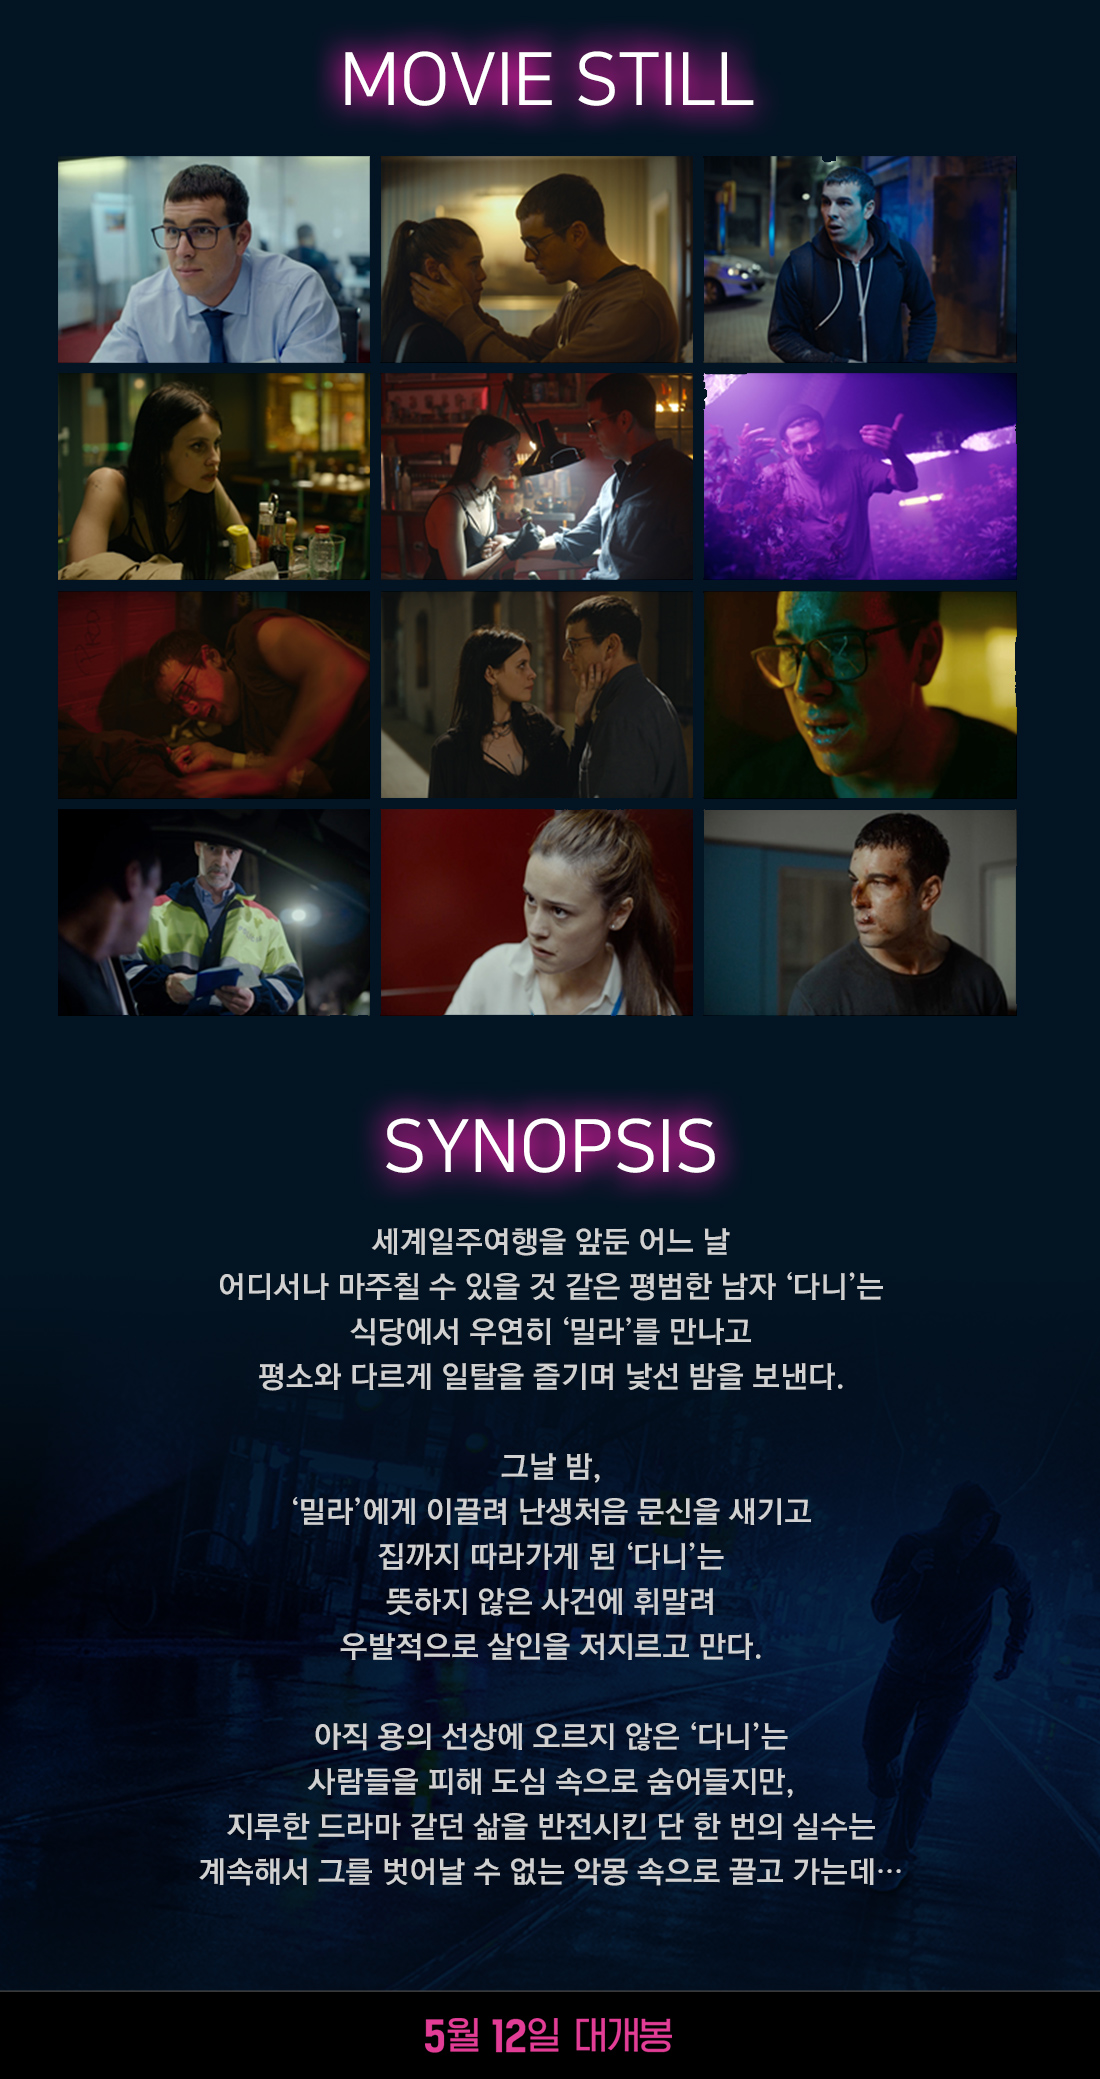 MOVIE STILL
SYNOPSIS
세계일주여행을 앞둔 어느 날
어디서나 마주칠 수 있을 것 같은 평범한 남자 ‘다니’는
식당에서 우연히 ‘밀라’를 만나고
평소와 다르게 일탈을 즐기며 낯선 밤을 보낸다.
그날 밤,
‘밀라’에게 이끌려 난생처음 문신을 새기고
집까지 따라가게 된 ‘다니’는
뜻하지 않은 사건에 휘말려
우발적으로 살인을 저지르고 만다.
아직 용의 선상에 오르지 않은 ‘다니’는
사람들을 피해 도심 속으로 숨어들지만,
지루한 드라마 같던 삶을 반전시킨 단 한 번의 실수는
계속해서 그를 벗어날 수 없는 악몽 속으로 끌고 가는데…
5월 12일 대개봉